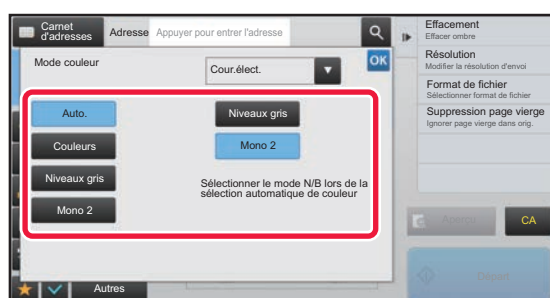 Carnet
d'adresses
Adresse
Appuyer pour entrer l'adresse
Mode couleur
Cour.élect.
OK
Auto.
Couleurs
Niveaux gris
Mono 2
Niveaux gris
Mono 2
Sélectionner le mode N/B lors de la
sélection automatique de couleur
Autres
Effacement
Effacer ombre
Résolution
Modifier la résolution d'envoi
Format de fichier
Sélectionner format de fichier
Suppression page vierge
Ignorer page vierge dans orig.
Aperçu
CA
Départ